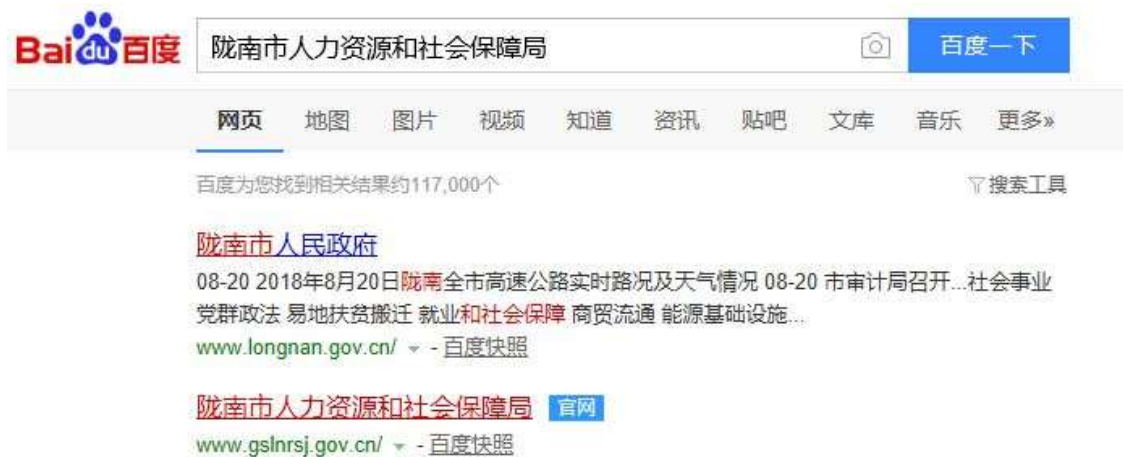 Baidu百度 陇南市人力资源和社会保障局 百度一下
网页 地图 图片 视频 知道 资讯 贴吧 文库 音乐 更多»
百度为您找到相关结果约117,000个 搜索工具
陇南市人民政府
08-20 2018年8月20日陇南全市高速公路实时路况及天气情况 08-20 市审计局召开...社会事业
党群政法 易地扶贫搬迁 就业和社会保障 商贸流通 能源基础设施...
www.longnan.gov.cn/ - 百度快照
陇南市人力资源和社会保障局 官网
www.gslnrsj.gov.cn/ - 百度快照